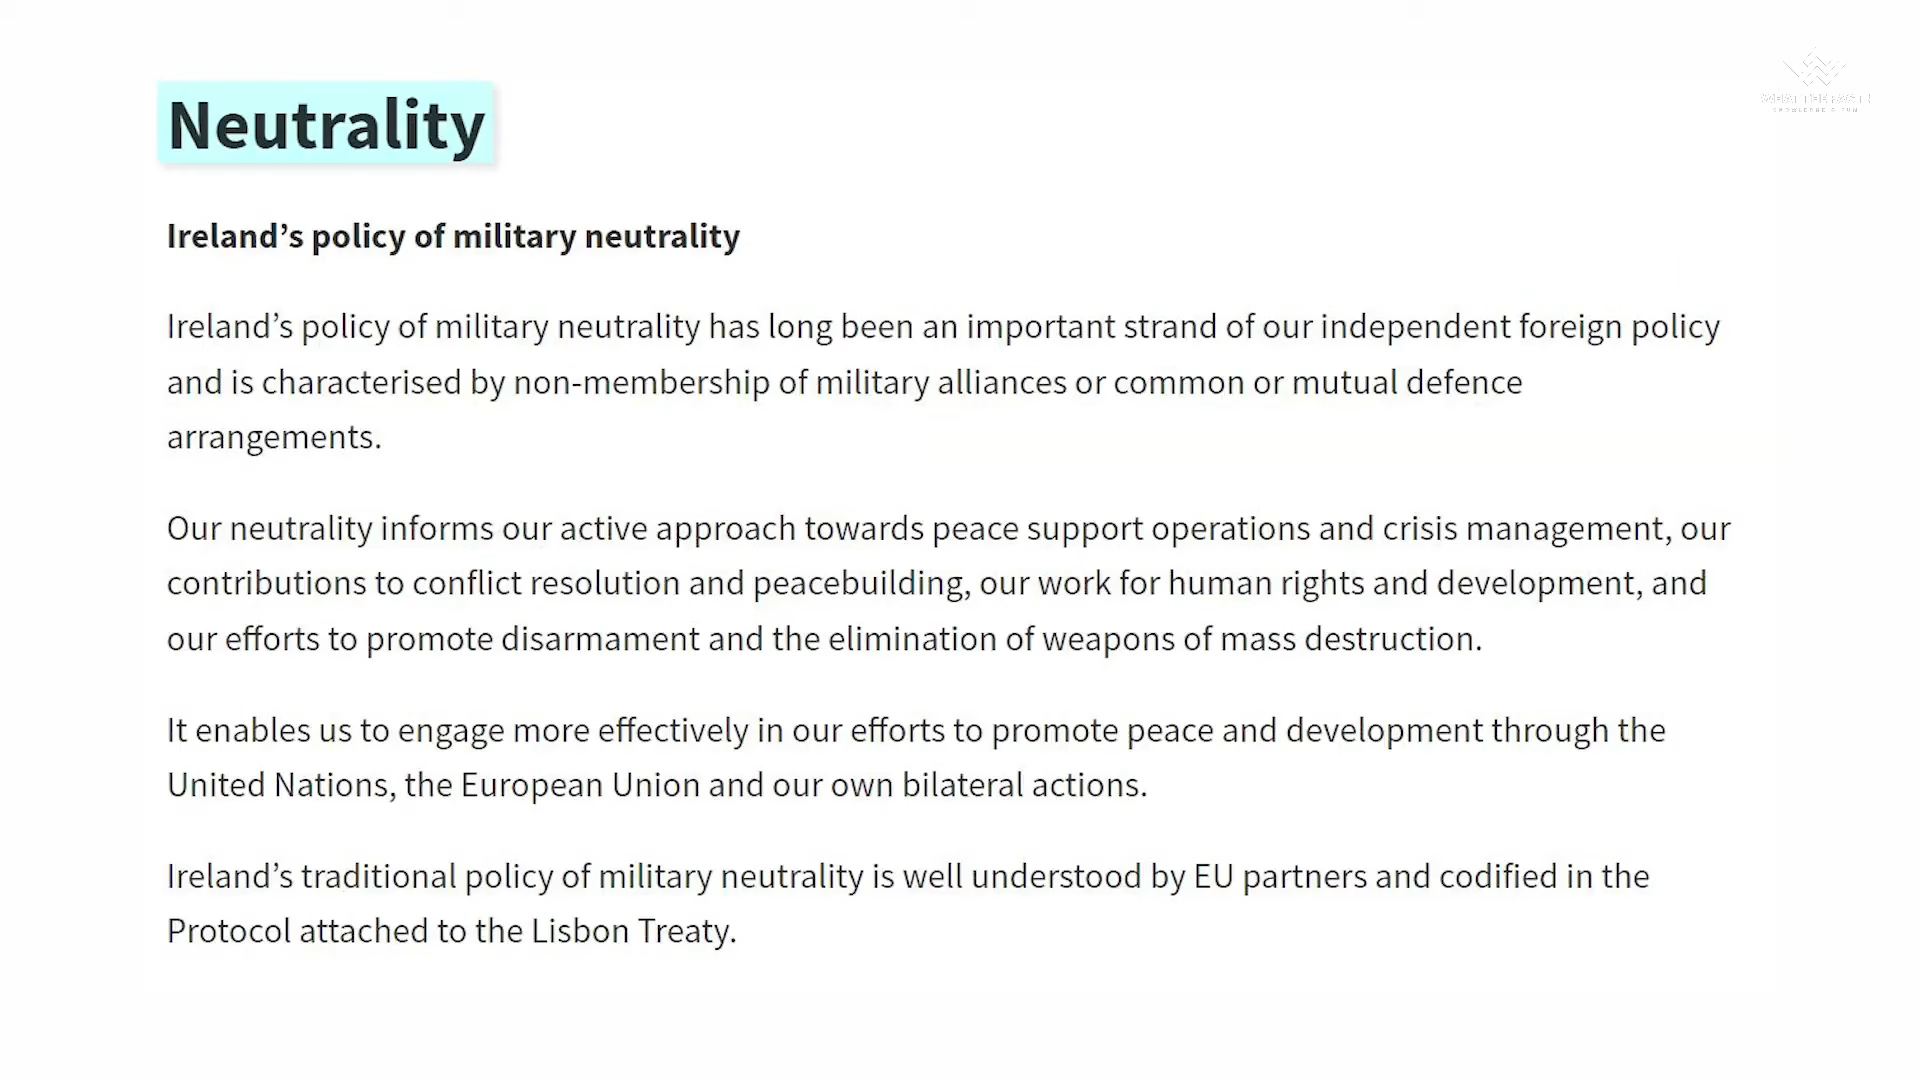 Neutrality
Ireland’s policy of military neutrality
Ireland’s policy of military neutrality has long been an important strand of our independent foreign policy
and is characterised by non-membership of military alliances or common or mutual defence
arrangements.
Our neutrality informs our active approach towards peace support operations and crisis management, our
contributions to conflict resolution and peacebuilding, our work for human rights and development, and
our efforts to promote disarmament and the elimination of weapons of mass destruction.
It enables us to engage more effectively in our efforts to promote peace and development through the
United Nations, the European Union and our own bilateral actions.
Ireland’s traditional policy of military neutrality is well understood by EU partners and codified in the
Protocol attached to the Lisbon Treaty.